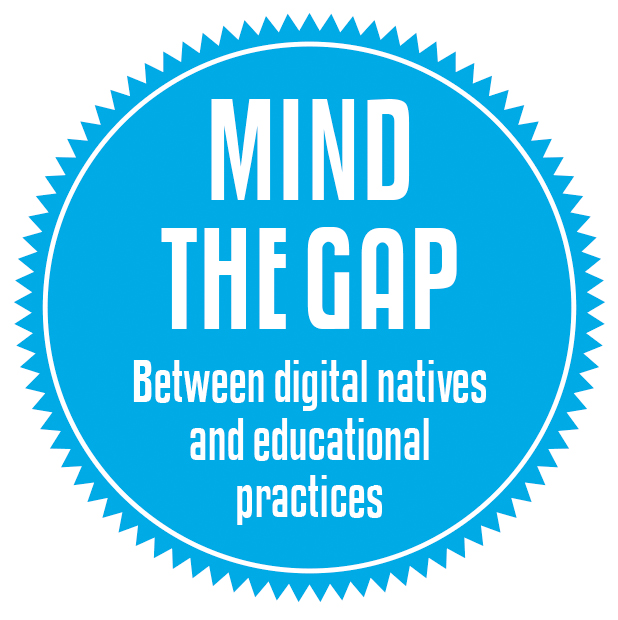 MIND
THE GAP
Between digital natives
and educational
practices